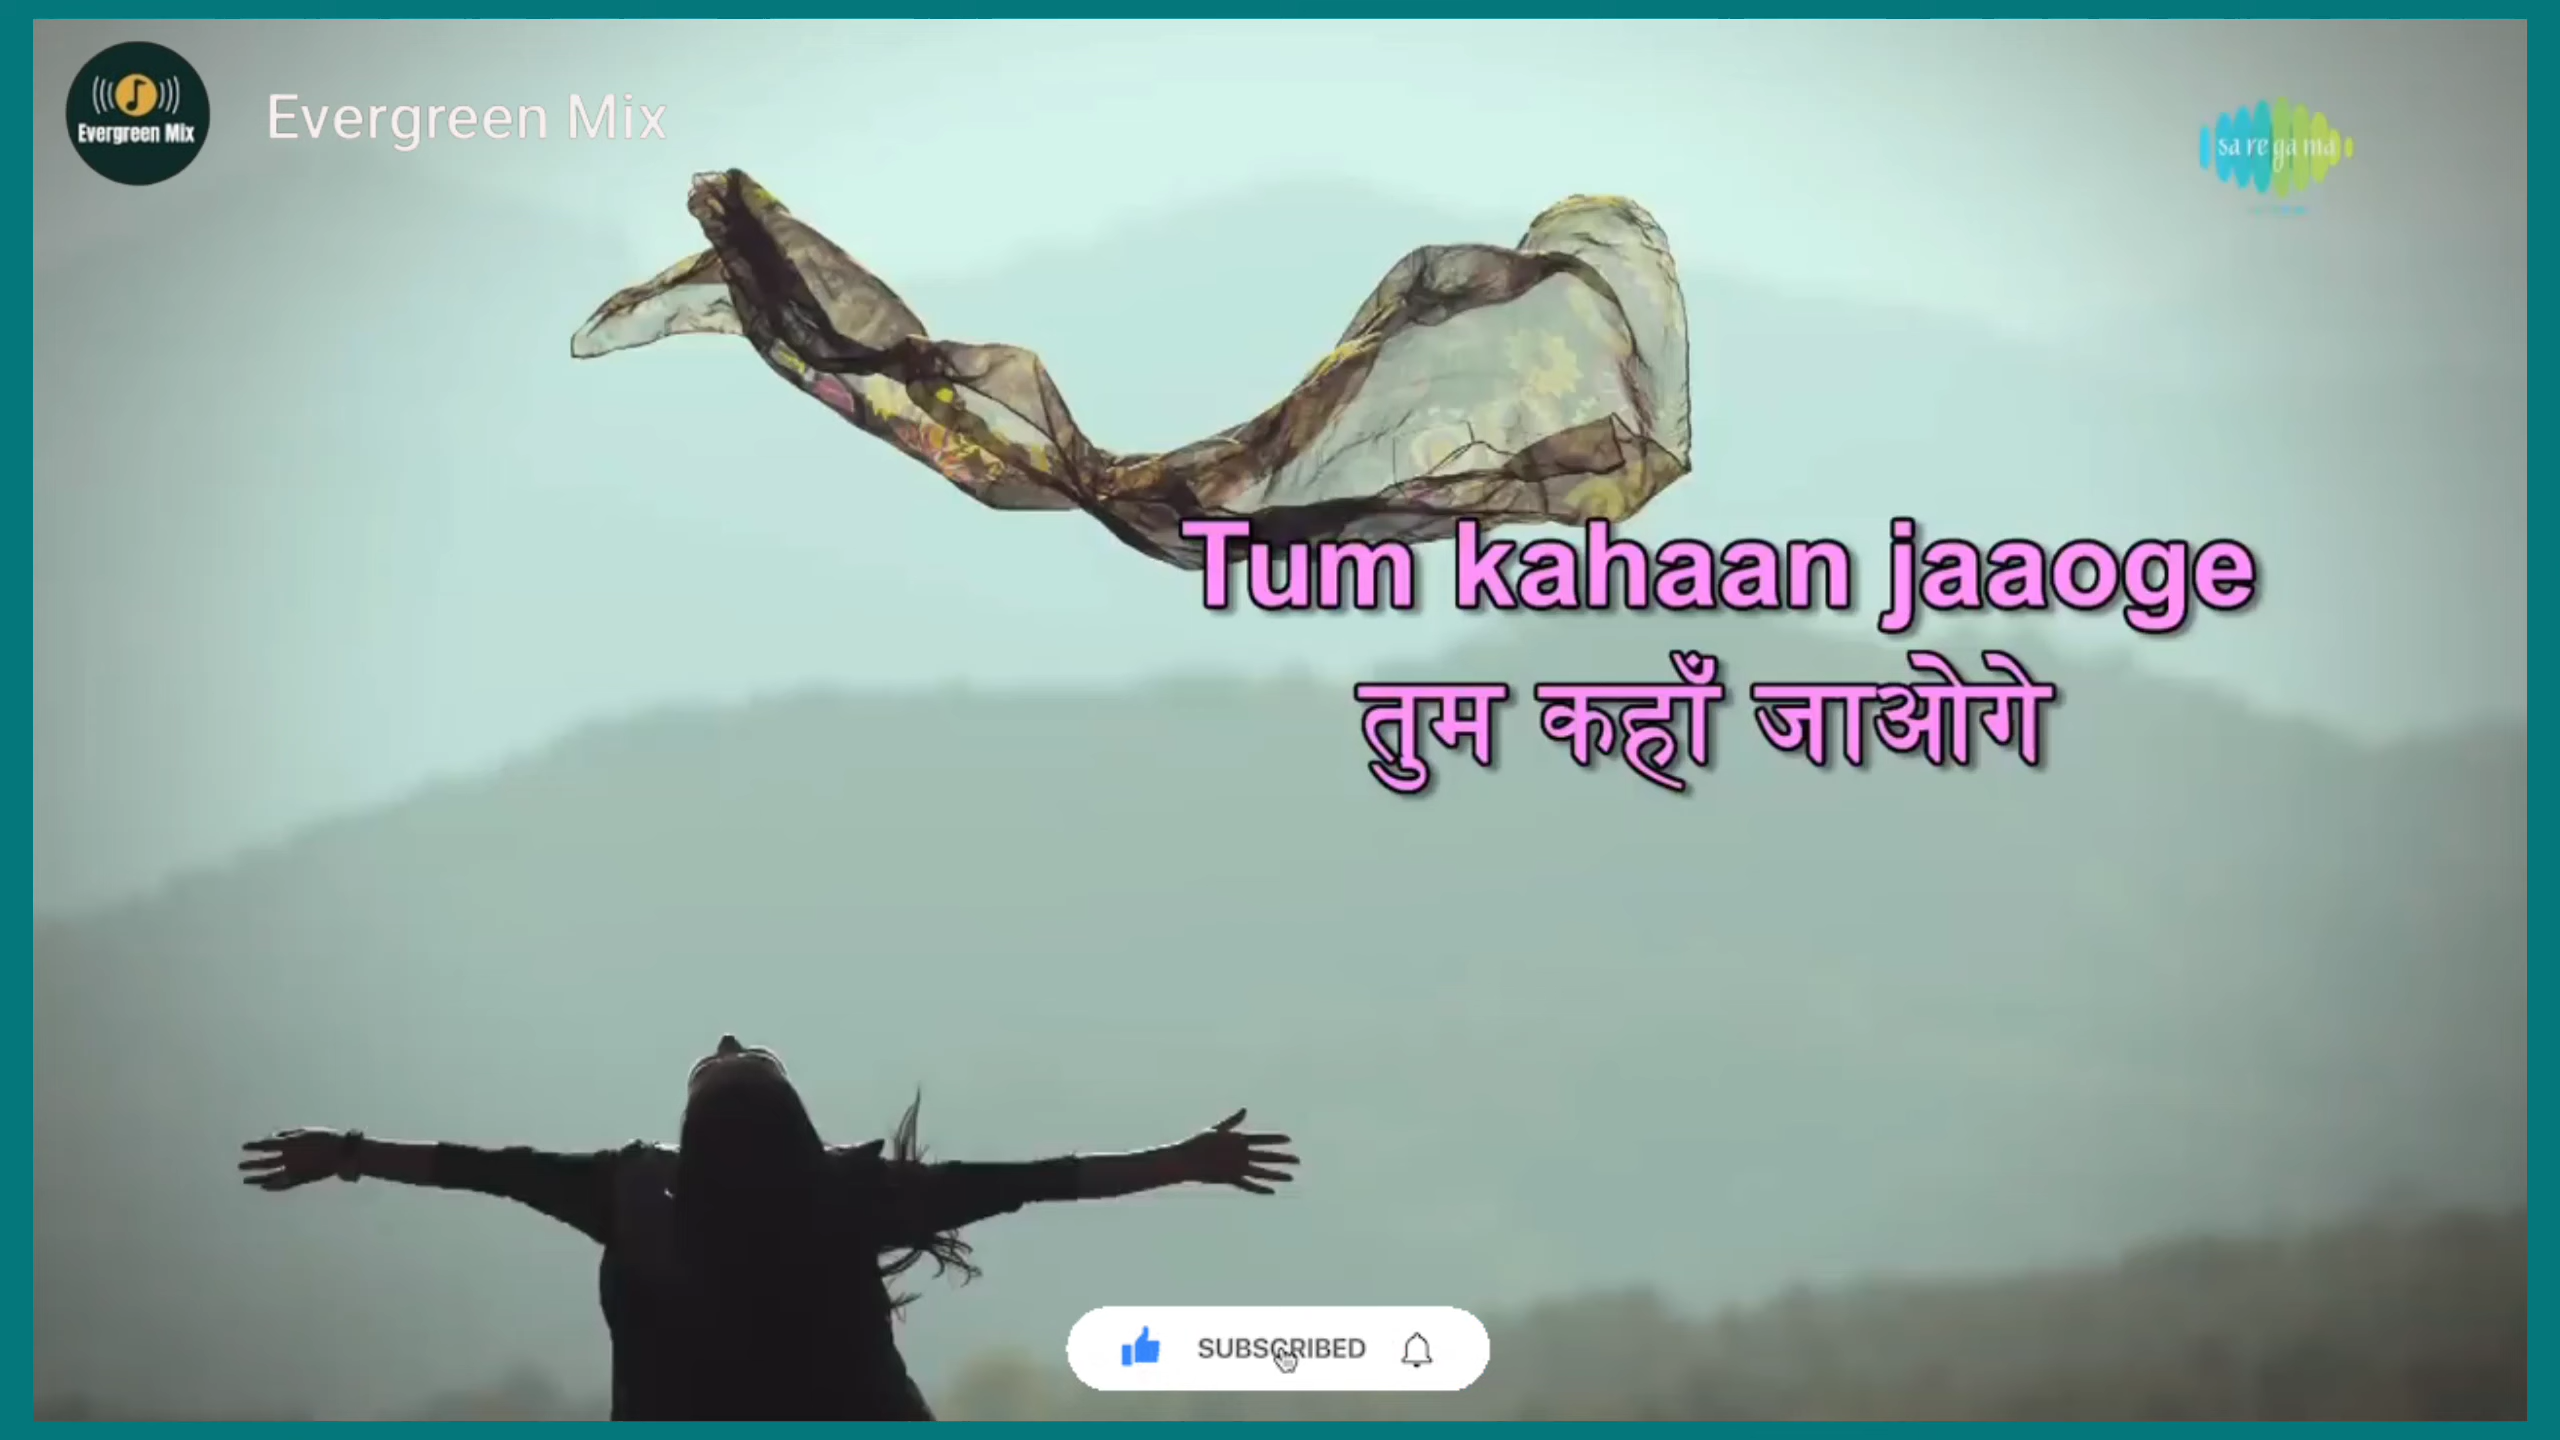 Evergreen Mix
Evergreen Mix
sa re ga ma
Tum kahaan jaaoge
तुम कहाँ जाओगे
SUBSCRIBED